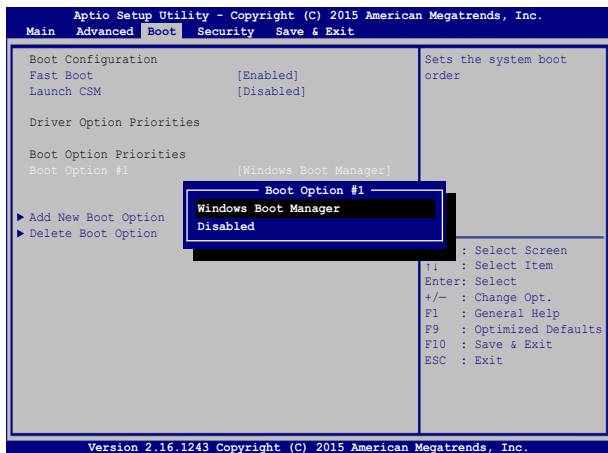 Aptio Setup Utility - Copyright (C) 2015 American Megatrends, Inc.
Main Advanced Boot Security Save & Exit
Boot Configuration
Fast Boot [Enabled]
Launch CSM [Disabled]
Driver Option Priorities
Boot Option Priorities
Boot Option #1 [Windows Boot Manager]
Add New Boot Option
Delete Boot Option
Boot Option #1
Windows Boot Manager
Disabled
Sets the system boot
order
: Select Screen
↑↓ : Select Item
Enter: Select
+/— : Change Opt.
F1 : General Help
F9 : Optimized Defaults
F10 : Save & Exit
ESC : Exit
Version 2.16.1243 Copyright (C) 2015 American Megatrends, Inc.